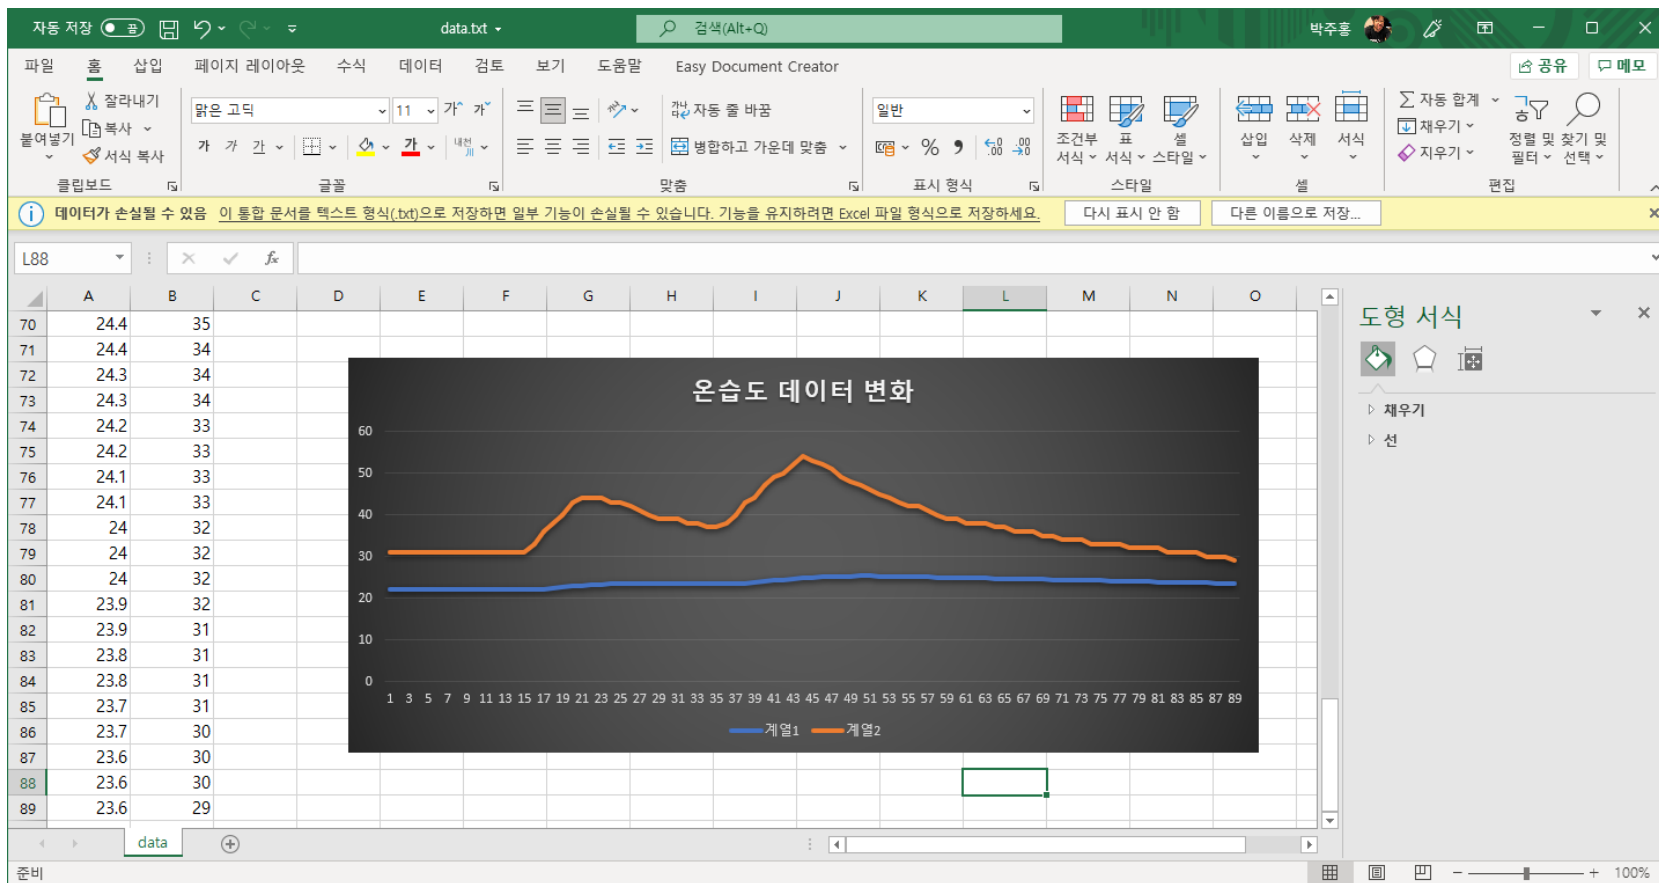 자동 저장 끔 data.txt 검색(Alt+Q) 박주홍
파일 홈 삽입 페이지 레이아웃 수식 데이터 검토 보기 도움말 Easy Document Creator 공유 메모
붙여넣기 잘라내기 복사 서식 복사 클립보드
맑은 고딕 11 가 가
가 가 간 가 내천 글꼴
자동 줄 바꿈
병합하고 가운데 맞춤
맞춤
일반
% 9 .00
표시 형식
조건부 서식 표 서식 셀 스타일
스타일
삽입 삭제 서식
셀
자동 합계
채우기
지우기
정렬 및 필터 찾기 및 선택
편집
데이터가 손실될 수 있음 이 통합 문서를 텍스트 형식(.txt)으로 저장하면 일부 기능이 손실될 수 있습니다. 기능을 유지하려면 Excel 파일 형식으로 저장하세요. 다시 표시 안 함 다른 이름으로 저장...
L88 fx
A B C D E F G H I J K L M N O
70 24.4 35
71 24.4 34
72 24.3 34
73 24.3 34
74 24.2 33
75 24.2 33
76 24.1 33
77 24.1 33
78 24 32
79 24 32
80 24 32
81 23.9 32
82 23.9 31
83 23.8 31
84 23.8 31
85 23.7 31
86 23.7 30
87 23.6 30
88 23.6 30
89 23.6 29
온습도 데이터 변화
60
50
40
30
20
10
0
1 3 5 7 9 11 13 15 17 19 21 23 25 27 29 31 33 35 37 39 41 43 45 47 49 51 53 55 57 59 61 63 65 67 69 71 73 75 77 79 81 83 85 87 89
계열1 계열2
도형 서식
채우기
선
data
준비 100%